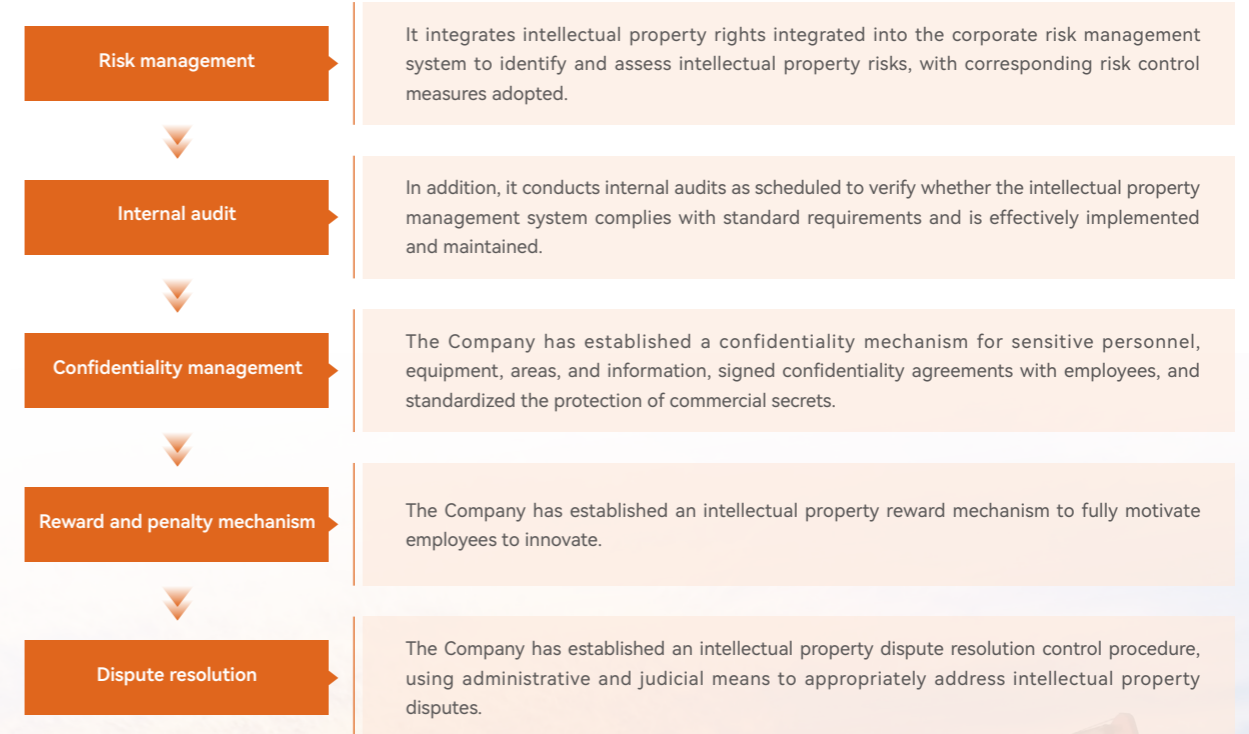 Risk management
It integrates intellectual property rights integrated into the corporate risk management
system to identify and assess intellectual property risks, with corresponding risk control
measures adopted.
Internal audit
In addition, it conducts internal audits as scheduled to verify whether the intellectual property
management system complies with standard requirements and is effectively implemented
and maintained.
Confidentiality management
The Company has established a confidentiality mechanism for sensitive personnel,
equipment, areas, and information, signed confidentiality agreements with employees, and
standardized the protection of commercial secrets.
Reward and penalty mechanism
The Company has established an intellectual property reward mechanism to fully motivate
employees to innovate.
Dispute resolution
The Company has established an intellectual property dispute resolution control procedure,
using administrative and judicial means to appropriately address intellectual property
disputes.